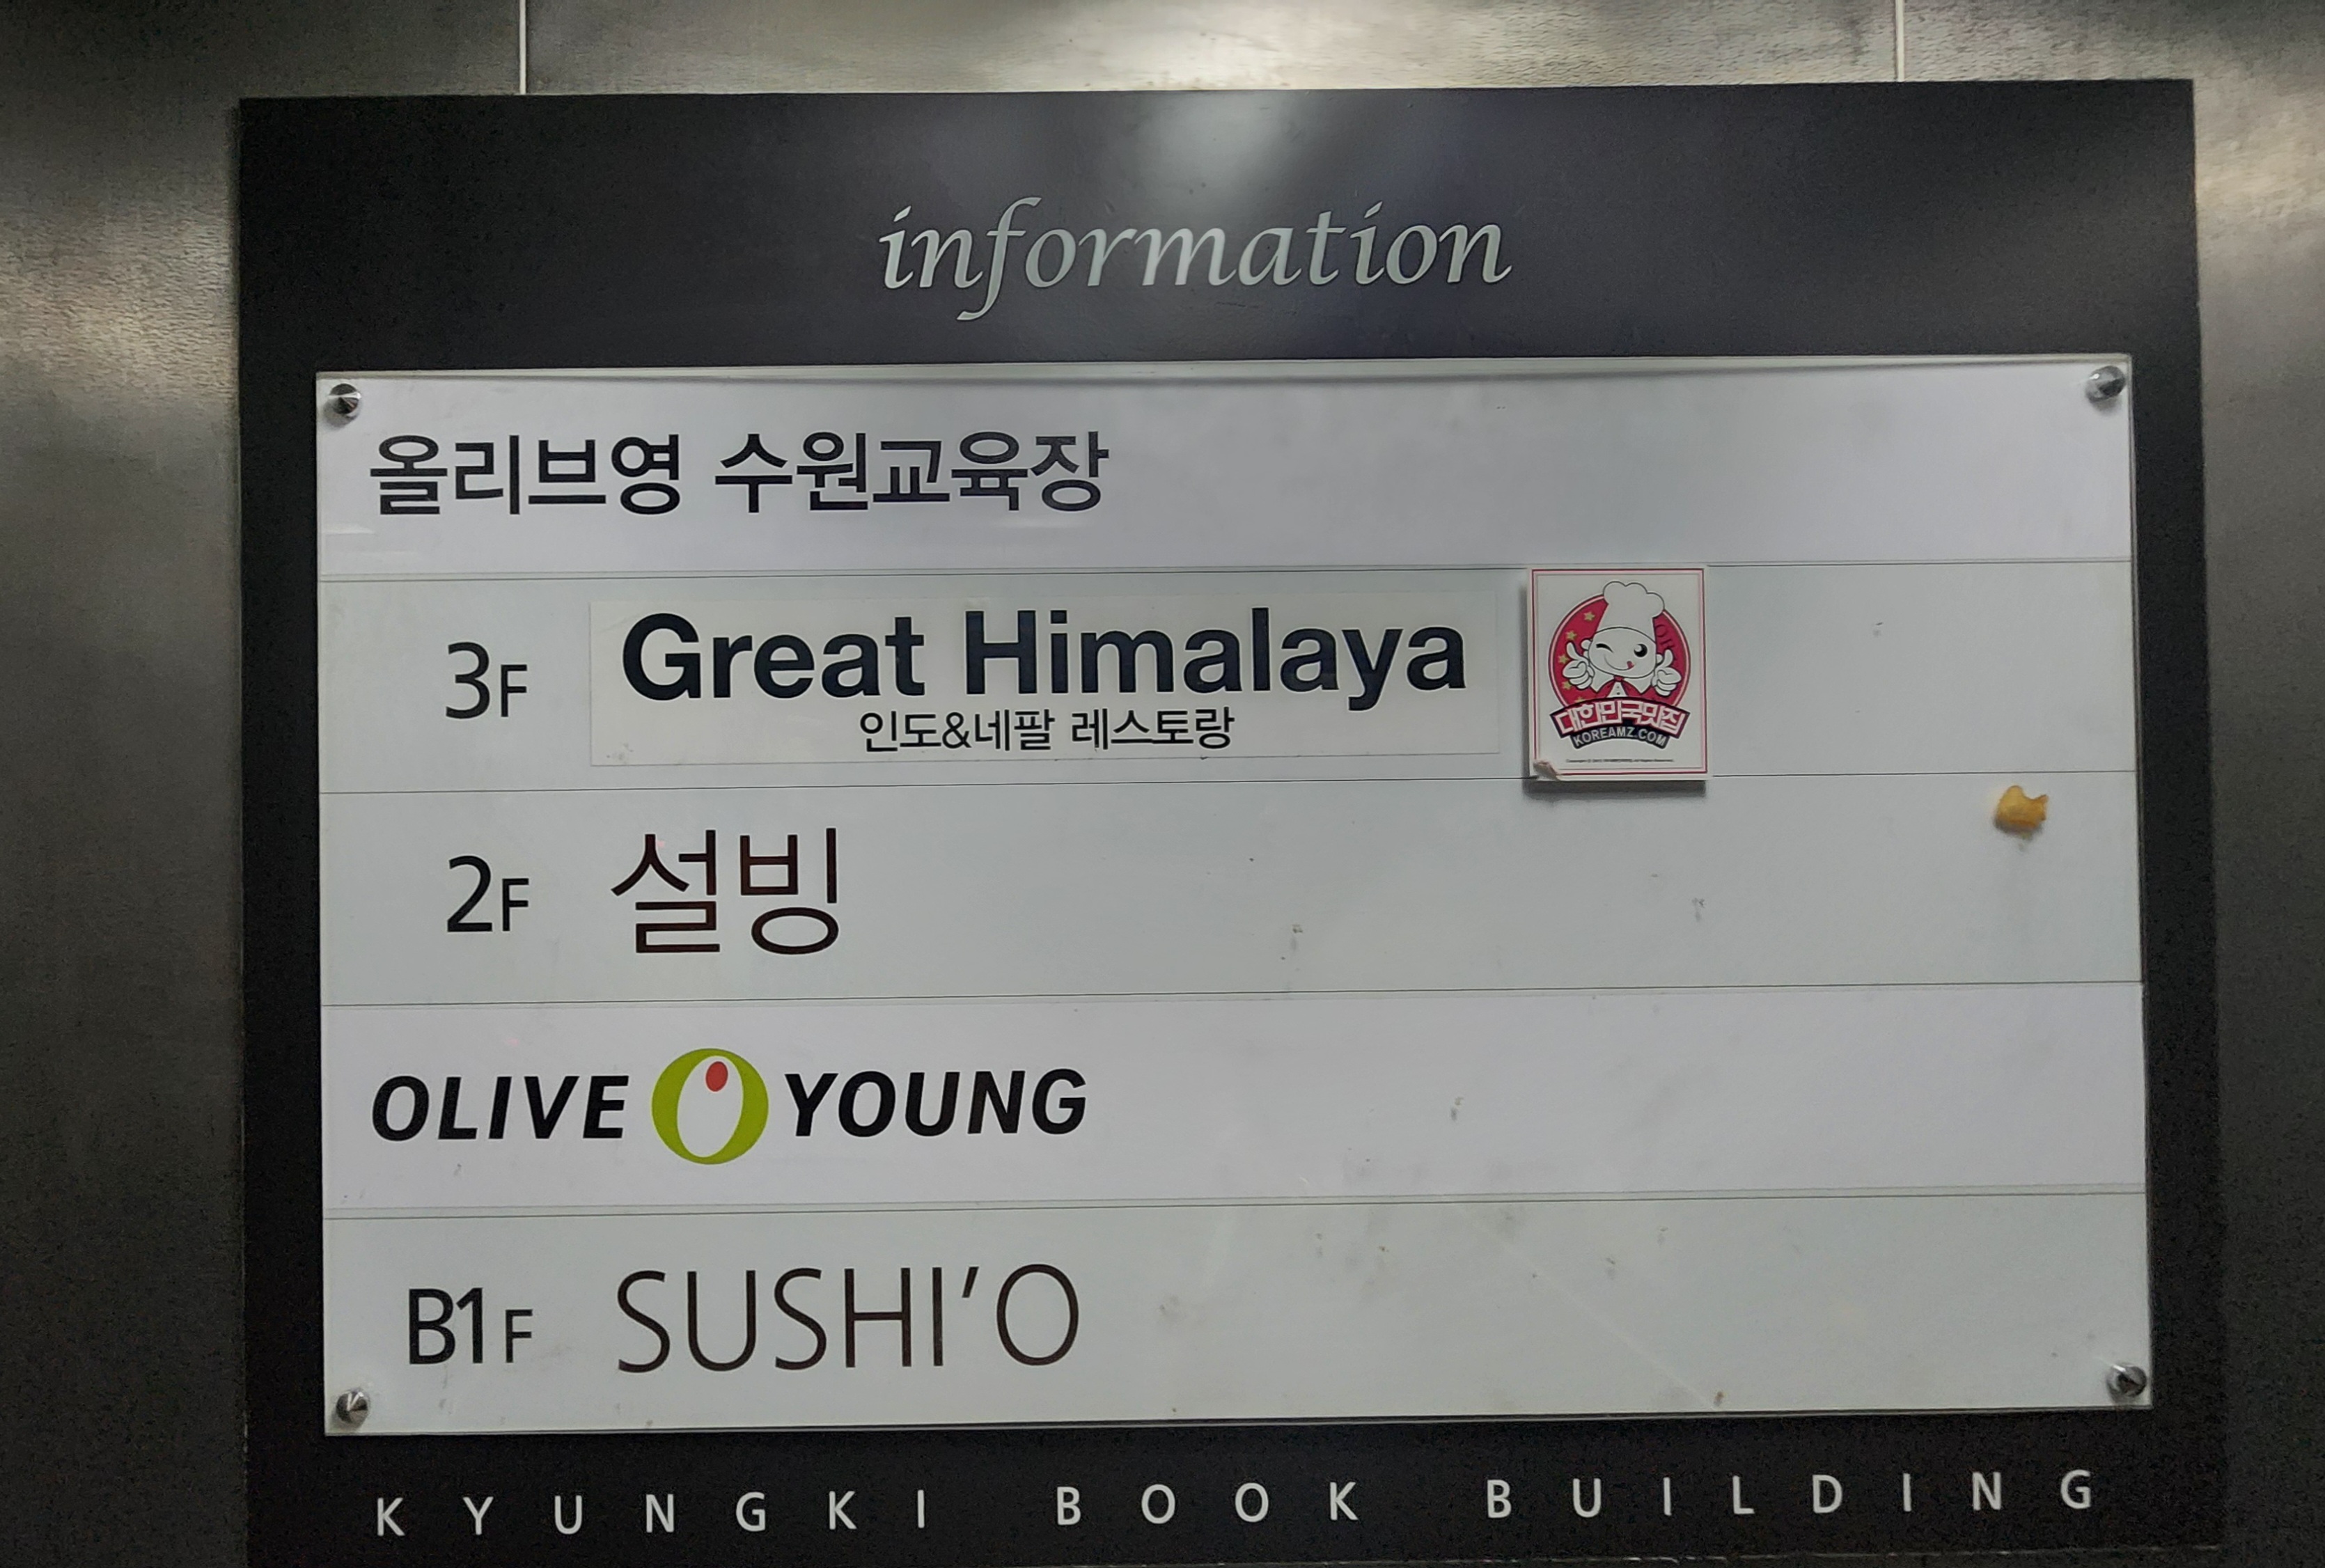 information
올리브영 수원교육장
3F Great Himalaya
인도&네팔 레스토랑
대한민국맛집
KOREAMZ.COM
2F 설빙
OLIVE YOUNG
B1F SUSHI'O
KYUNGKI BOOK BUILDING